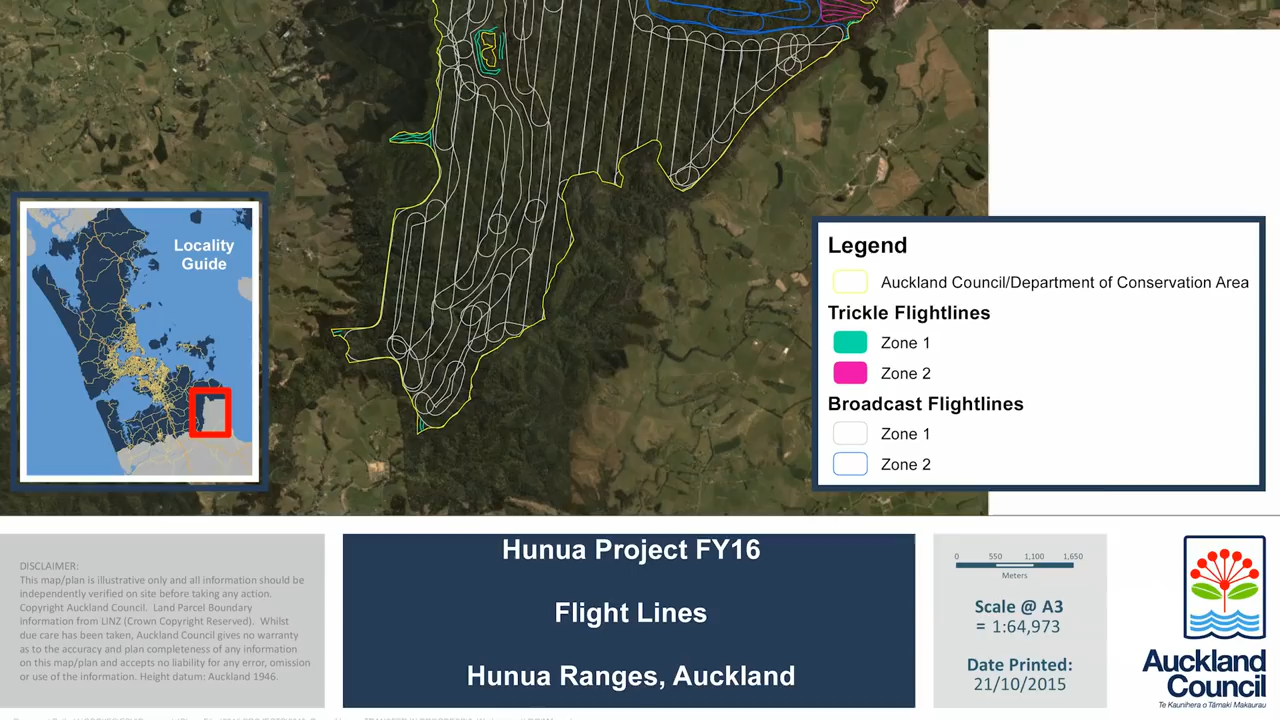 Locality
Guide
Legend
Auckland Council/Department of Conservation Area
Trickle Flightlines
Zone 1
Zone 2
Broadcast Flightlines
Zone 1
Zone 2
DISCLAIMER:
This map/plan is illustrative only and all information should be
independently verified on site before taking any action.
Copyright Auckland Council. Land Parcel Boundary
information from LINZ (Crown Copyright Reserved). Whilst
due care has been taken, Auckland Council gives no warranty
as to the accuracy and plan completeness of any information
on this map/plan and accepts no liability for any error, omission
or use of the information. Height datum: Auckland 1946.
Hunua Project FY16
Flight Lines
Hunua Ranges, Auckland
0 550 1,100 1,650
Meters
Scale @ A3
= 1:64,973
Date Printed:
21/10/2015
Auckland
Council
Te Kaunihera o Tāmaki Makaurau